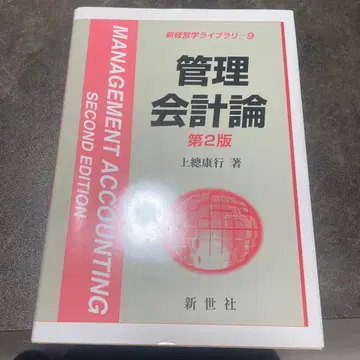 新経営学ライブラリ-9
管理
会計論
第2版
上總康行 著
新世社
MANAGEMENT ACCOUNTING
SECOND EDITION